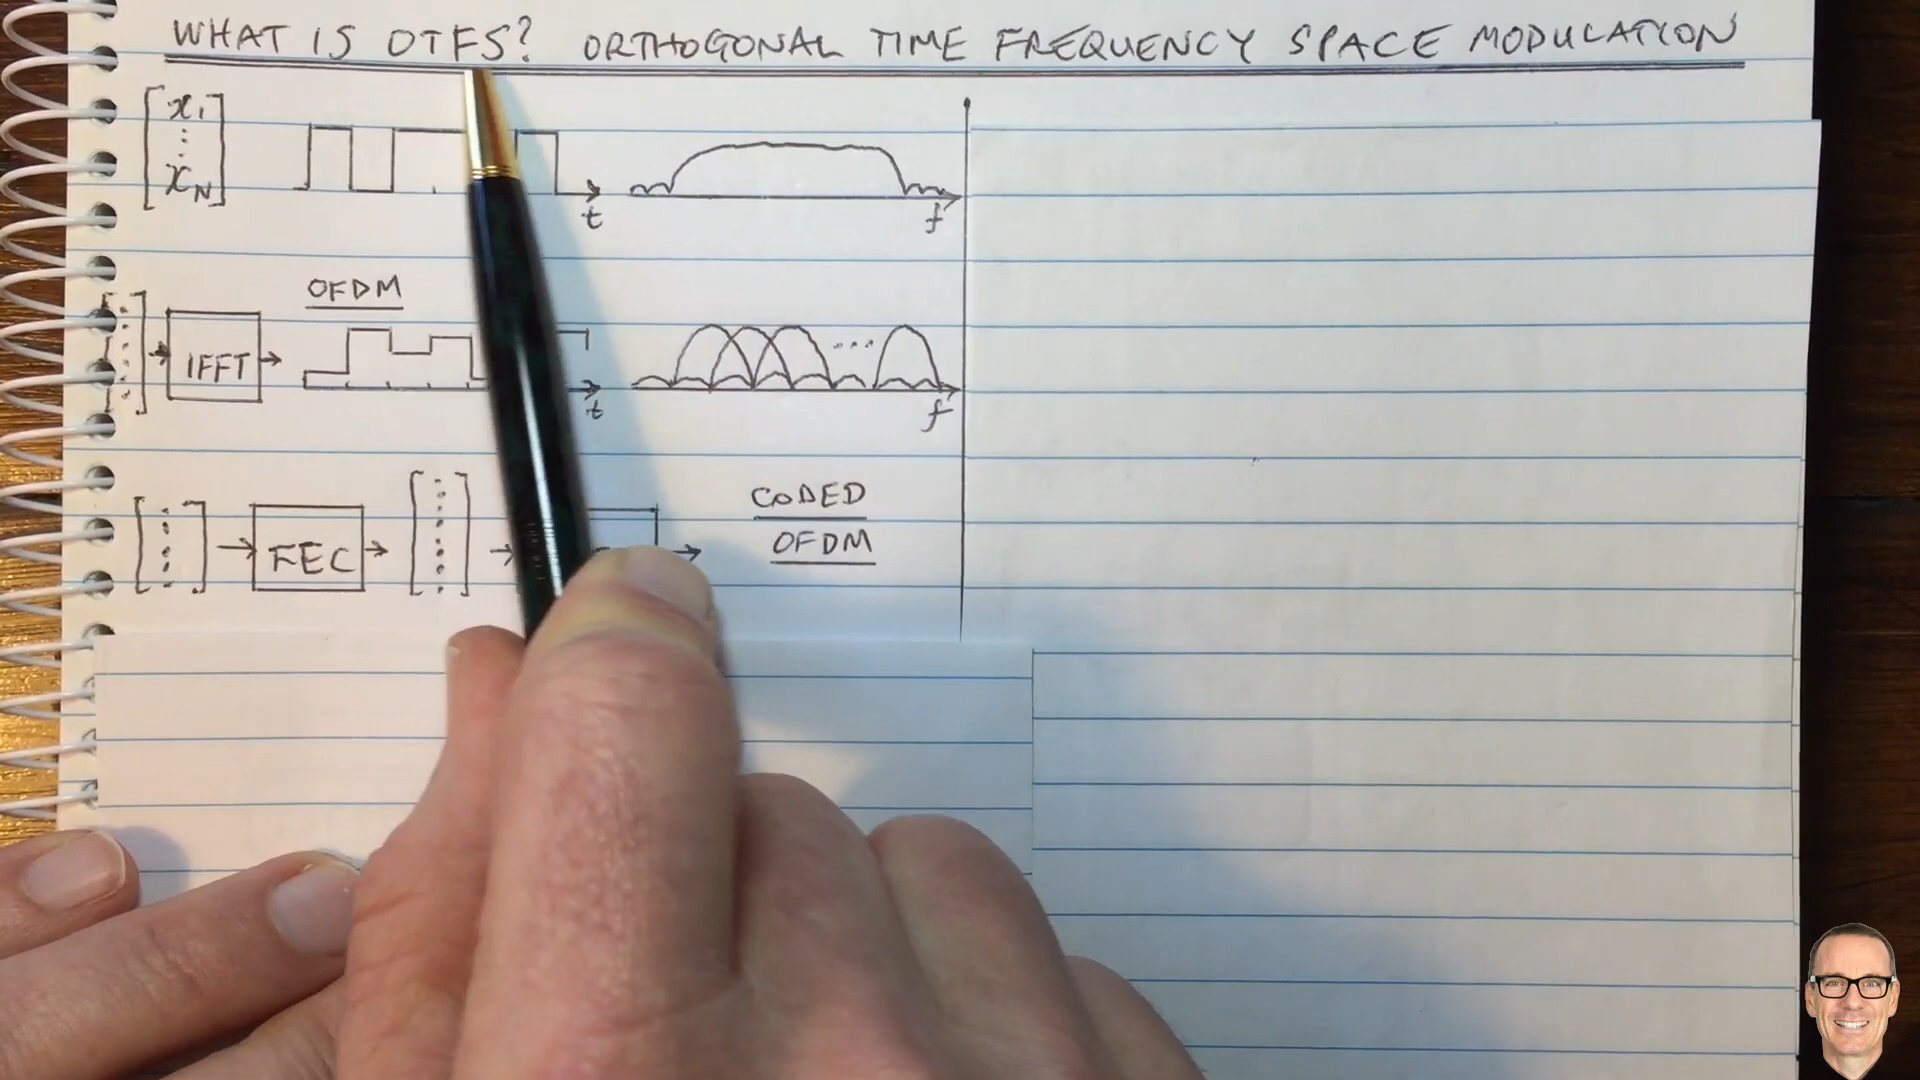 WHAT IS OTFS? ORTHOGONAL TIME FREQUENCY SPACE MODULATION
x1
⋮
xN
t
f
OFDM
IFFT
t
f
FEC
CODED
OFDM